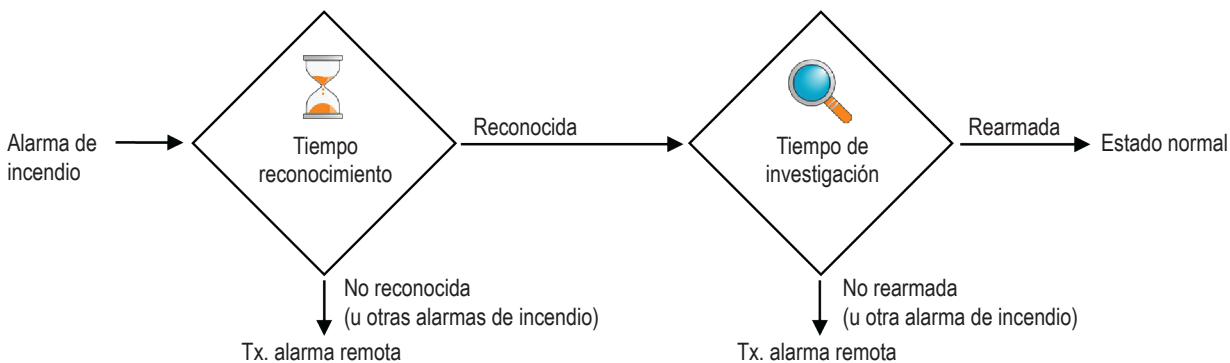 Alarma de
incendio
Tiempo
reconocimiento
Reconocida
Tiempo de
investigación
Rearmada
Estado normal
No reconocida
(u otras alarmas de incendio)
Tx. alarma remota
No rearmada
(u otra alarma de incendio)
Tx. alarma remota